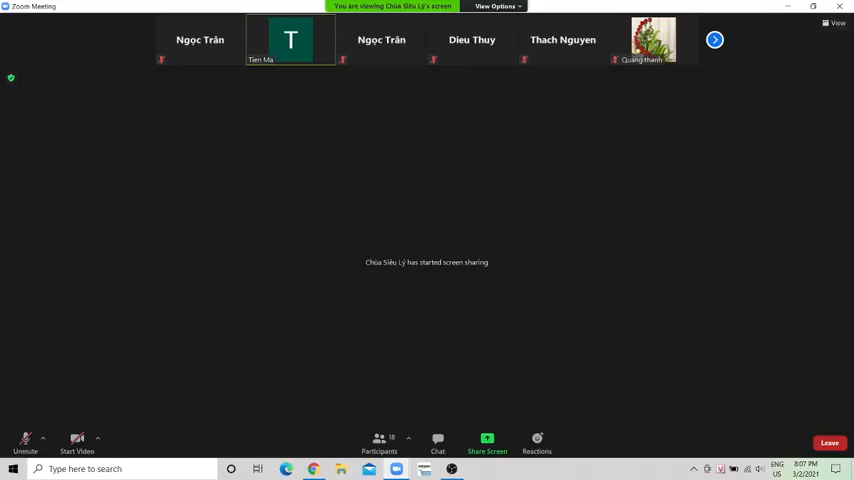 Zoom Meeting
You are viewing Chùa Siêu Lý's screen
View Options
View
Ngọc Trân
T
Tien Ma
Ngọc Trân
Dieu Thuy
Thach Nguyen
Quang thanh
Chùa Siêu Lý has started screen sharing
Unmute
Start Video
18
Participants
Chat
Share Screen
Reactions
Leave
Type here to search
ENG
US
8:07 PM
3/2/2021